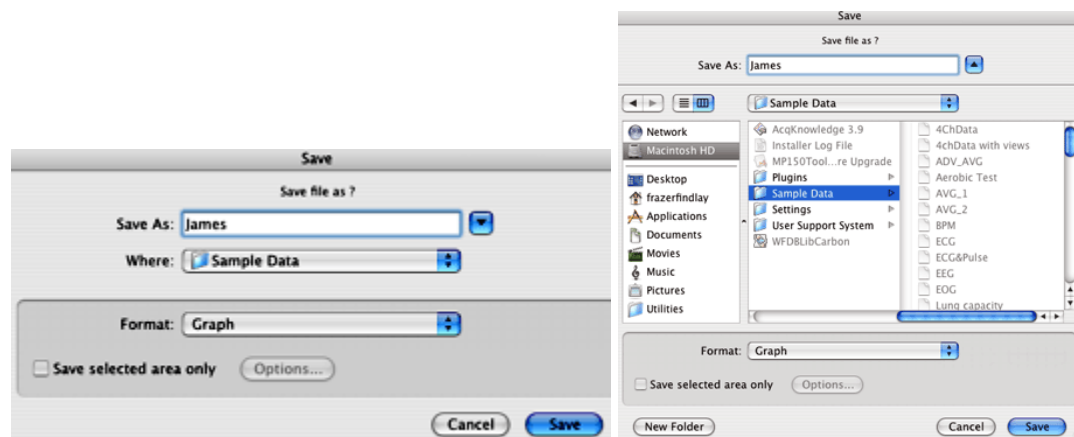 Save
Save file as ?
Save As: James
Where: Sample Data
Format: Graph
Save selected area only Options...
Cancel Save
Save
Save file as ?
Save As: James
Sample Data
Network
Macintosh HD
Desktop
frazerfindlay
Applications
Documents
Movies
Music
Pictures
Utilities
AcqKnowledge 3.9
Installer Log File
MP150Tool...re Upgrade
Plugins
Sample Data
Settings
User Support System
WFDBLibCarbon
4ChData
4chData with views
ADV_AVG
Aerobic Test
AVG_1
AVG_2
BPM
ECG
ECG&Pulse
EEG
EOG
Lung capacity
Format: Graph
Save selected area only Options...
New Folder Cancel Save